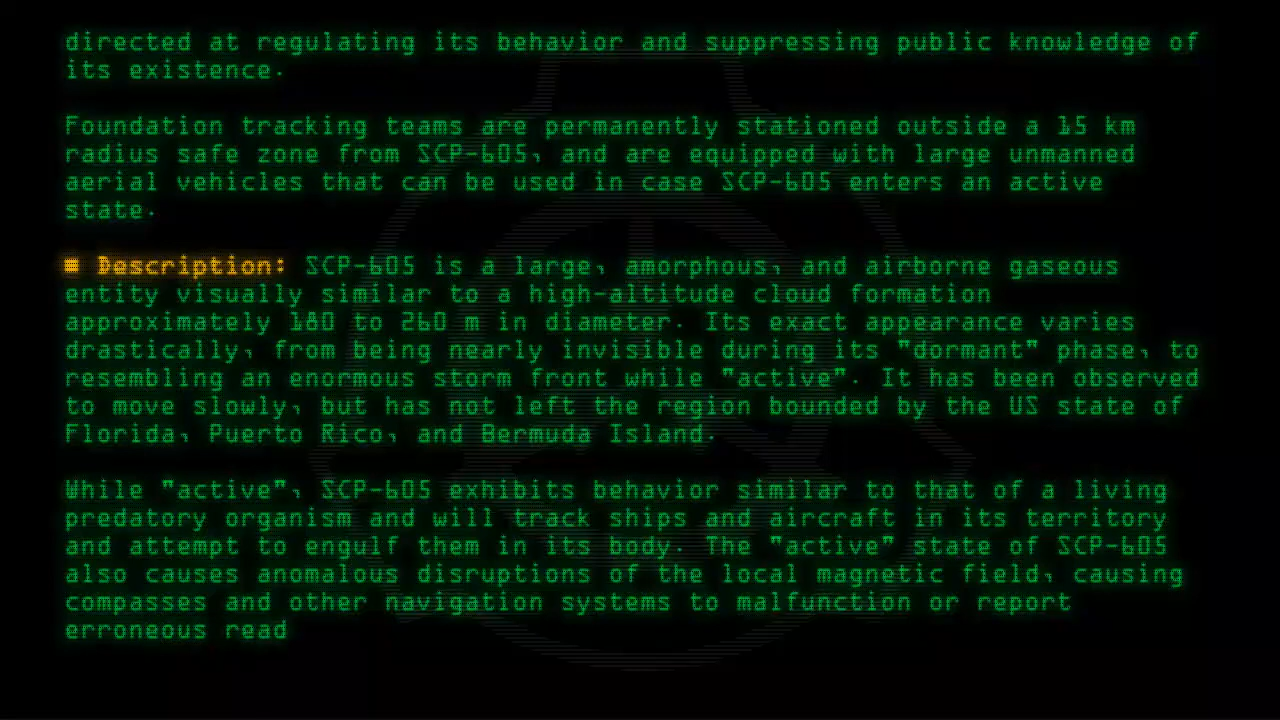 directed at regulating its behavior and suppressing public knowledge of
its existence.
Foundation tracking teams are permanently stationed outside a 15 km
radius safe zone from SCP-605, and are equipped with large unmanned
aerial vehicles that can be used in case SCP-605 enters an active
state.
■ Description: SCP-605 is a large, amorphous, and airborne gaseous
entity visually similar to a high-altitude cloud formation
approximately 180 to 260 m in diameter. Its exact appearance varies
drastically, from being nearly invisible during its "dormant" phase, to
resembling an enormous storm front while "active". It has been observed
to move slowly, but has not left the region bounded by the US state of
Florida, Puerto Rico, and Bermuda Island.
While "active", SCP-605 exhibits behavior similar to that of a living
predatory organism and will track ships and aircraft in its territory
and attempt to engulf them in its body. The "active" state of SCP-605
also causes anomalous disruptions of the local magnetic field, causing
compasses and other navigation systems to malfunction or report
erroneous read